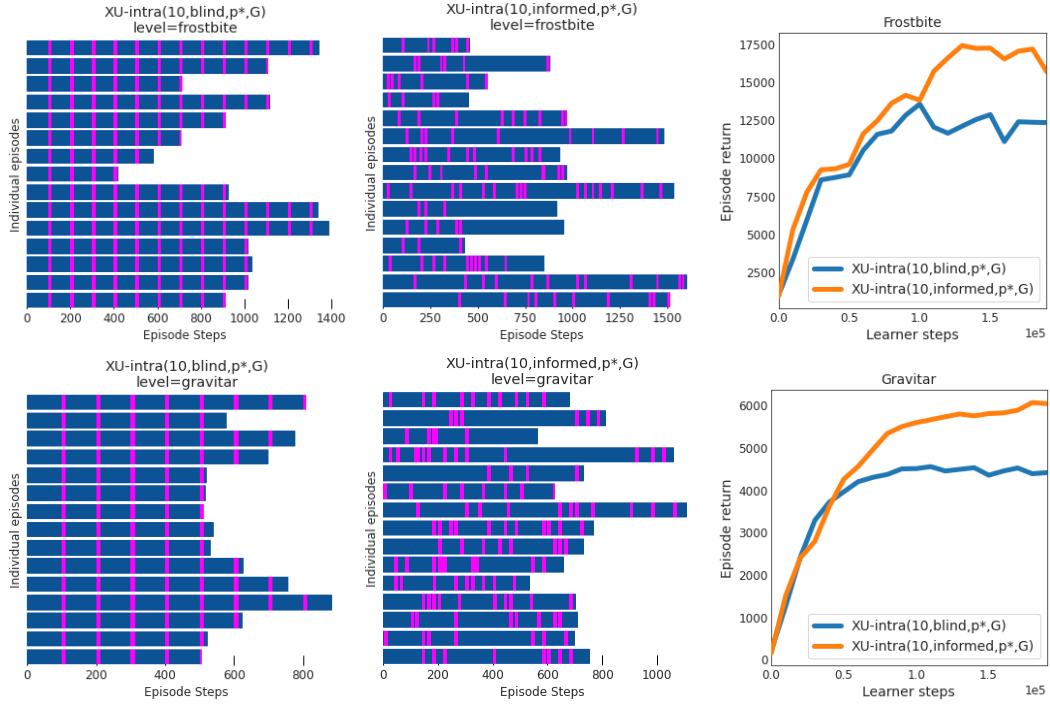 XU-intra(10,blind,p*,G)
level=frostbite
Individual episodes
0 200 400 600 800 1000 1200 1400
Episode Steps
XU-intra(10,informed,p*,G)
level=frostbite
Individual episodes
0 250 500 750 1000 1250 1500
Episode Steps
Frostbite
17500
15000
12500
10000
7500
5000
2500
Episode return
XU-intra(10,blind,p*,G)
XU-intra(10,informed,p*,G)
0.0 0.5 1.0 1.5
Learner steps 1e5
XU-intra(10,blind,p*,G)
level=gravitar
Individual episodes
0 200 400 600 800
Episode Steps
XU-intra(10,informed,p*,G)
level=gravitar
Individual episodes
0 200 400 600 800 1000
Episode Steps
Gravitar
6000
5000
4000
3000
2000
1000
0
Episode return
XU-intra(10,blind,p*,G)
XU-intra(10,informed,p*,G)
0.0 0.5 1.0 1.5
Learner steps 1e5